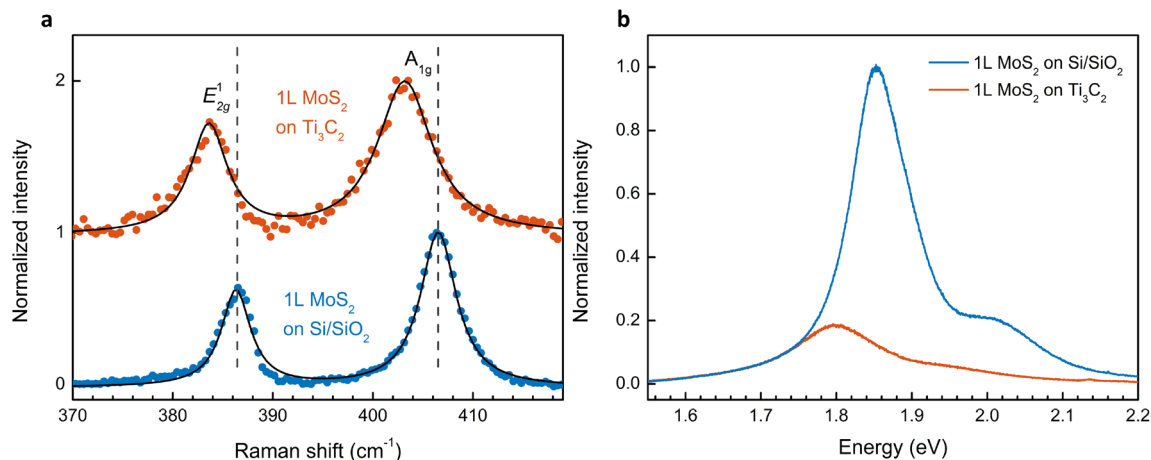 a
E¹₂g
A₁g
1L MoS₂
on Ti₃C₂
1L MoS₂
on Si/SiO₂
2
1
0
370
380
390
400
410
Normalized intensity
Raman shift (cm⁻¹)
b
1L MoS₂ on Si/SiO₂
1L MoS₂ on Ti₃C₂
1.0
0.8
0.6
0.4
0.2
0.0
1.6
1.7
1.8
1.9
2.0
2.1
2.2
Normalized intensity
Energy (eV)